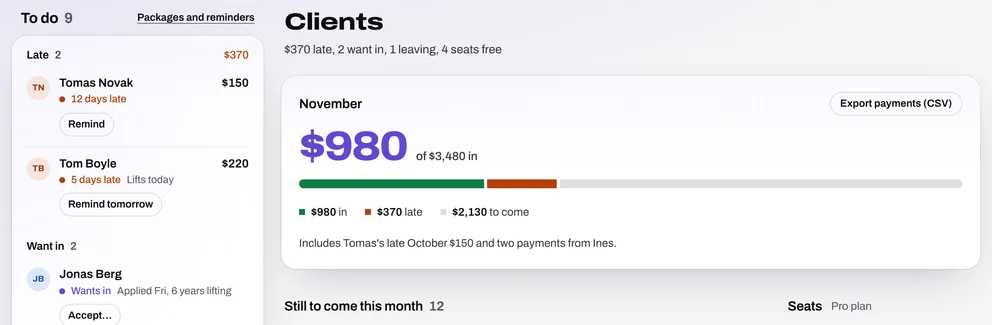 To do 9
Packages and reminders
Late 2
$370
TN
Tomas Novak
$150
12 days late
Remind
TB
Tom Boyle
$220
5 days late Lifts today
Remind tomorrow
Want in 2
JB
Jonas Berg
Wants in Applied Fri, 6 years lifting
Accept...
Clients
$370 late, 2 want in, 1 leaving, 4 seats free
November
Export payments (CSV)
$980 of $3,480 in
$980 in
$370 late
$2,130 to come
Includes Tomas's late October $150 and two payments from Ines.
Still to come this month 12
Seats Pro plan